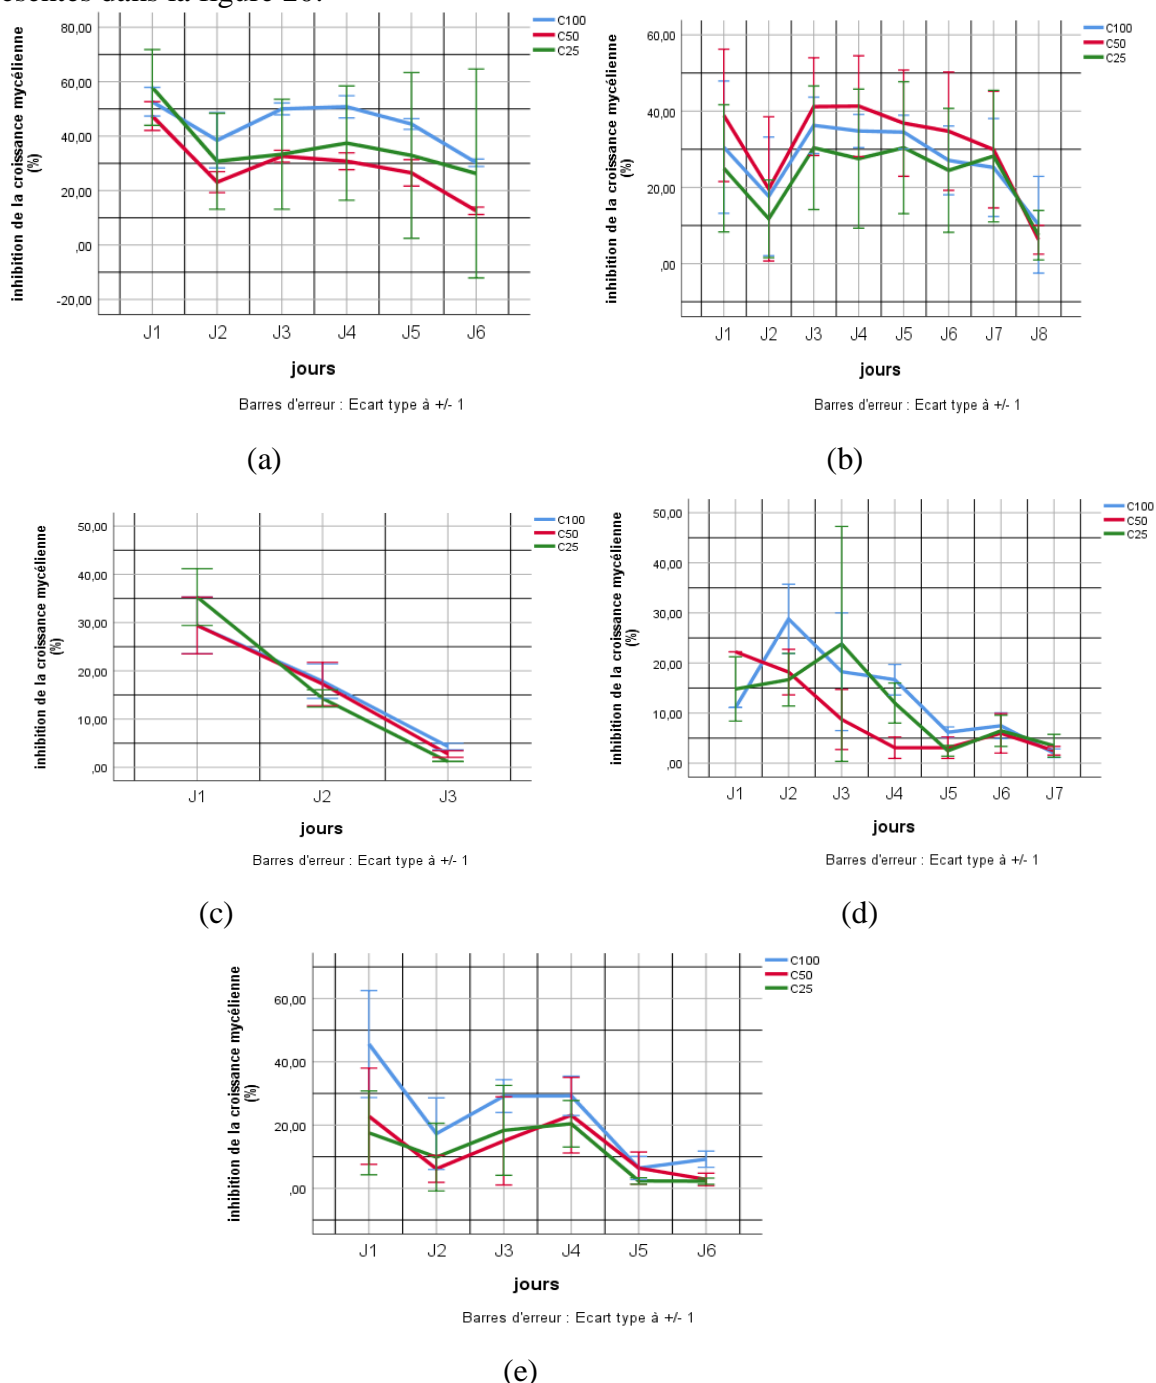 ésentés dans la figure 20.
C100
C50
C25
80,00
60,00
40,00
20,00
,00
-20,00
inhibition de la croissance mycélienne
(%)
J1 J2 J3 J4 J5 J6
jours
Barres d'erreur : Ecart type à +/- 1
(a)
C100
C50
C25
60,00
40,00
20,00
,00
inhibition de la croissance mycélienne
(%)
J1 J2 J3 J4 J5 J6 J7 J8
jours
Barres d'erreur : Ecart type à +/- 1
(b)
C100
C50
C25
50,00
40,00
30,00
20,00
10,00
,00
inhibition de la croissance mycélienne
(%)
J1 J2 J3
jours
Barres d'erreur : Ecart type à +/- 1
(c)
C100
C50
C25
50,00
40,00
30,00
20,00
10,00
,00
inhibition de la croissance mycélienne
(%)
J1 J2 J3 J4 J5 J6 J7
jours
Barres d'erreur : Ecart type à +/- 1
(d)
C100
C50
C25
60,00
40,00
20,00
,00
inhibition de la croissance mycélienne
(%)
J1 J2 J3 J4 J5 J6
jours
Barres d'erreur : Ecart type à +/- 1
(e)